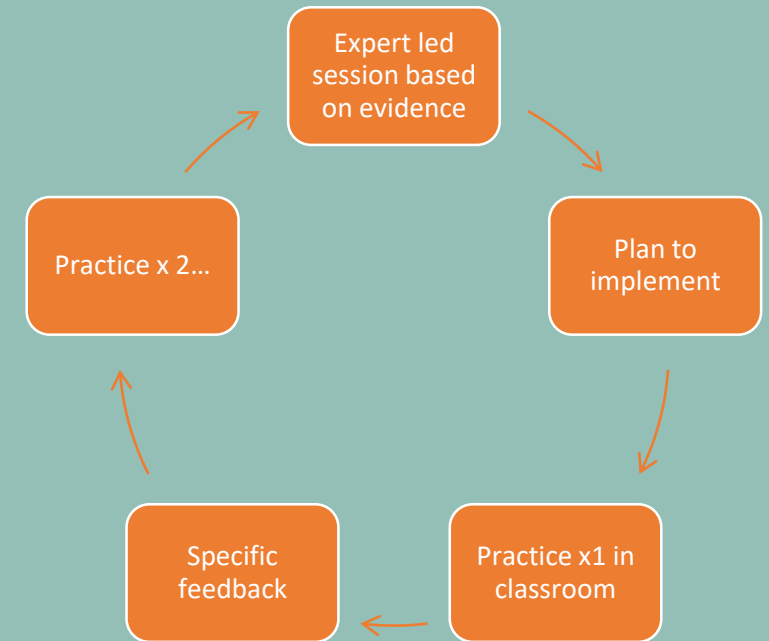 Expert led
session based
on evidence
Plan to
implement
Practice x1 in
classroom
Specific
feedback
Practice x 2...